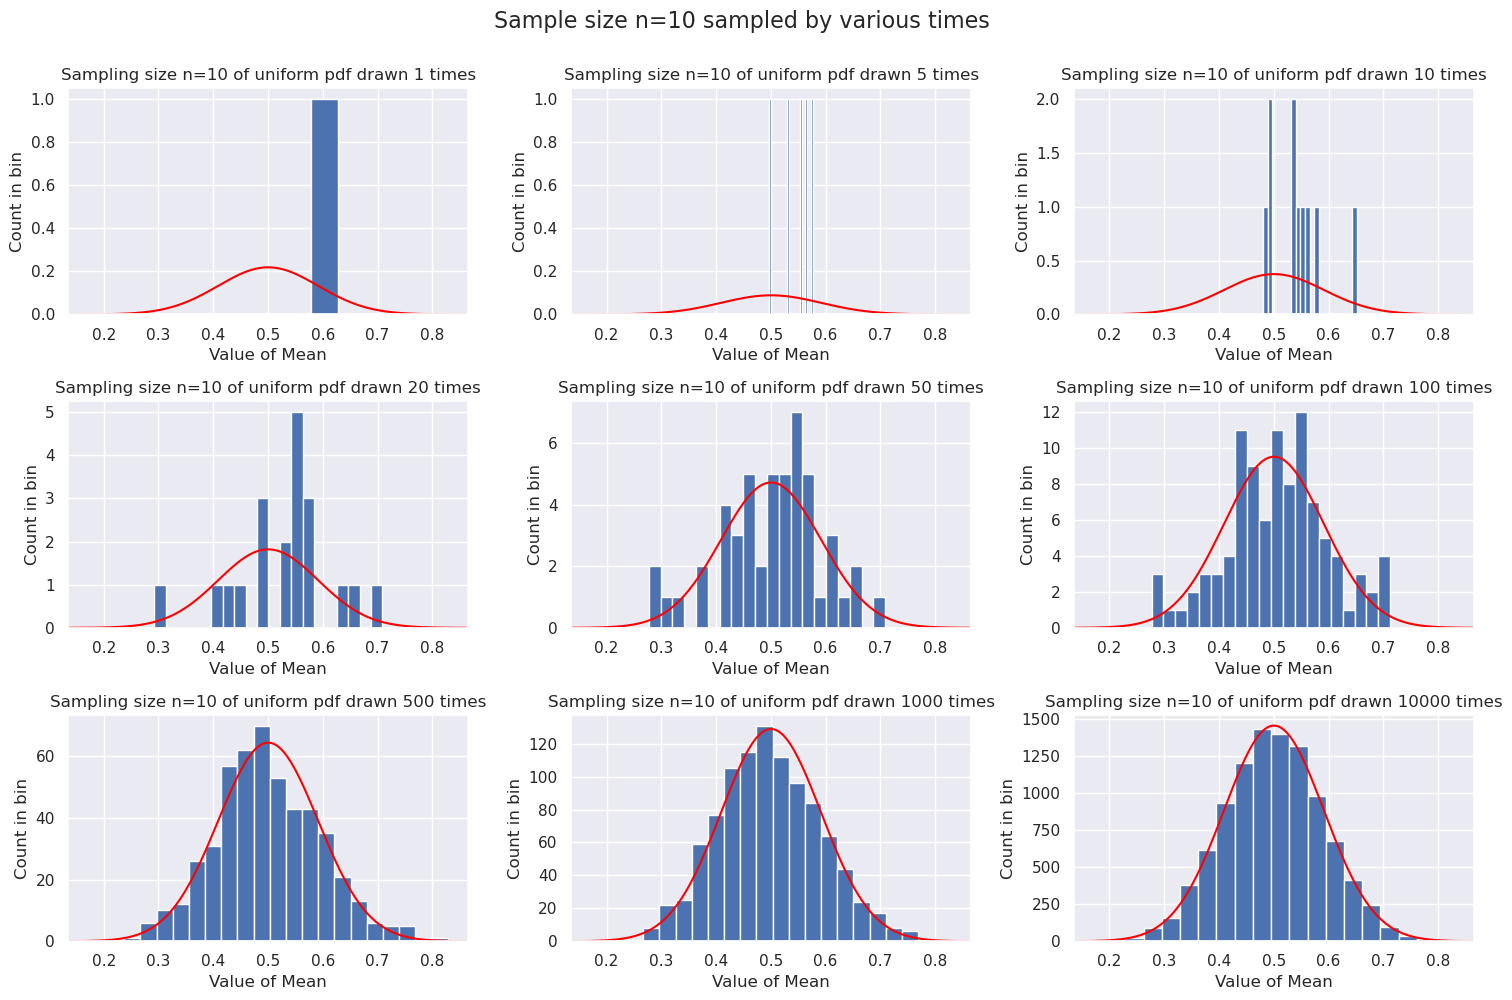 Sample size n=10 sampled by various times
Sampling size n=10 of uniform pdf drawn 1 times
1.0
0.8
0.6
0.4
0.2
0.0
Count in bin
0.2 0.3 0.4 0.5 0.6 0.7 0.8
Value of Mean
Sampling size n=10 of uniform pdf drawn 5 times
1.0
0.8
0.6
0.4
0.2
0.0
Count in bin
0.2 0.3 0.4 0.5 0.6 0.7 0.8
Value of Mean
Sampling size n=10 of uniform pdf drawn 10 times
2.0
1.5
1.0
0.5
0.0
Count in bin
0.2 0.3 0.4 0.5 0.6 0.7 0.8
Value of Mean
Sampling size n=10 of uniform pdf drawn 20 times
5
4
3
2
1
0
Count in bin
0.2 0.3 0.4 0.5 0.6 0.7 0.8
Value of Mean
Sampling size n=10 of uniform pdf drawn 50 times
6
4
2
0
Count in bin
0.2 0.3 0.4 0.5 0.6 0.7 0.8
Value of Mean
Sampling size n=10 of uniform pdf drawn 100 times
12
10
8
6
4
2
0
Count in bin
0.2 0.3 0.4 0.5 0.6 0.7 0.8
Value of Mean
Sampling size n=10 of uniform pdf drawn 500 times
60
40
20
0
Count in bin
0.2 0.3 0.4 0.5 0.6 0.7 0.8
Value of Mean
Sampling size n=10 of uniform pdf drawn 1000 times
120
100
80
60
40
20
0
Count in bin
0.2 0.3 0.4 0.5 0.6 0.7 0.8
Value of Mean
Sampling size n=10 of uniform pdf drawn 10000 times
1500
1250
1000
750
500
250
0
Count in bin
0.2 0.3 0.4 0.5 0.6 0.7 0.8
Value of Mean